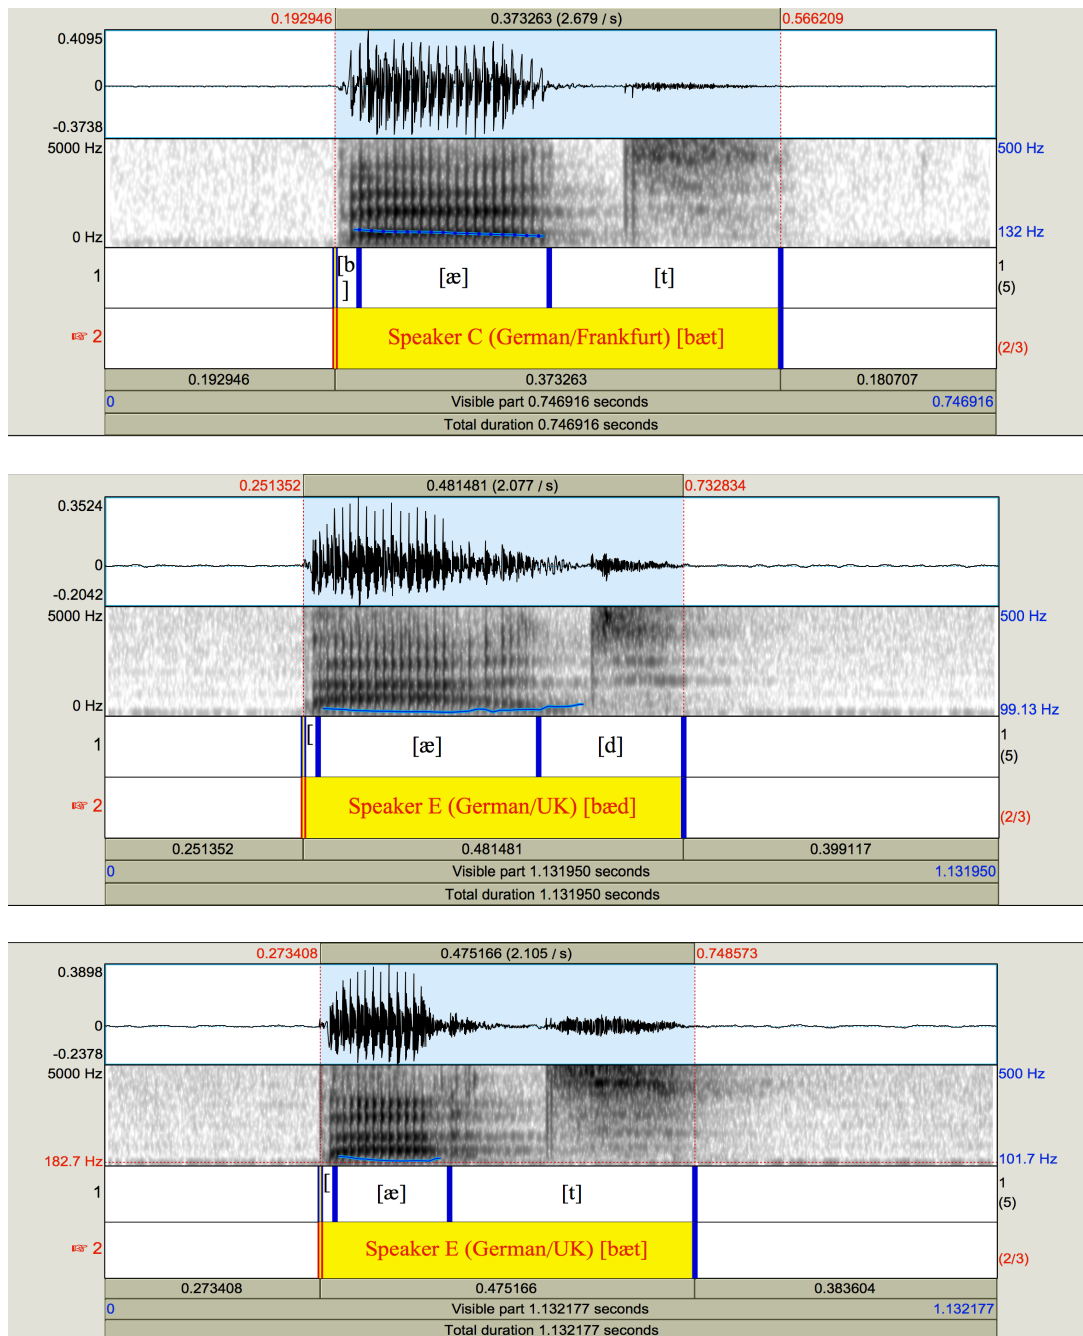 0.192946 0.373263 (2.679 / s) 0.566209
0.4095
0
-0.3738
5000 Hz 500 Hz
0 Hz 132 Hz
1 [b] [æ] [t] 1 (5)
☞ 2 Speaker C (German/Frankfurt) [bæt] (2/3)
0.192946 0.373263 0.180707
0 Visible part 0.746916 seconds 0.746916
Total duration 0.746916 seconds
0.251352 0.481481 (2.077 / s) 0.732834
0.3524
0
-0.2042
5000 Hz 500 Hz
0 Hz 99.13 Hz
1 [ [æ] [d] 1 (5)
☞ 2 Speaker E (German/UK) [bæd] (2/3)
0.251352 0.481481 0.399117
0 Visible part 1.131950 seconds 1.131950
Total duration 1.131950 seconds
0.273408 0.475166 (2.105 / s) 0.748573
0.3898
0
-0.2378
5000 Hz 500 Hz
182.7 Hz 101.7 Hz
1 [ [æ] [t] 1 (5)
☞ 2 Speaker E (German/UK) [bæt] (2/3)
0.273408 0.475166 0.383604
0 Visible part 1.132177 seconds 1.132177
Total duration 1.132177 seconds